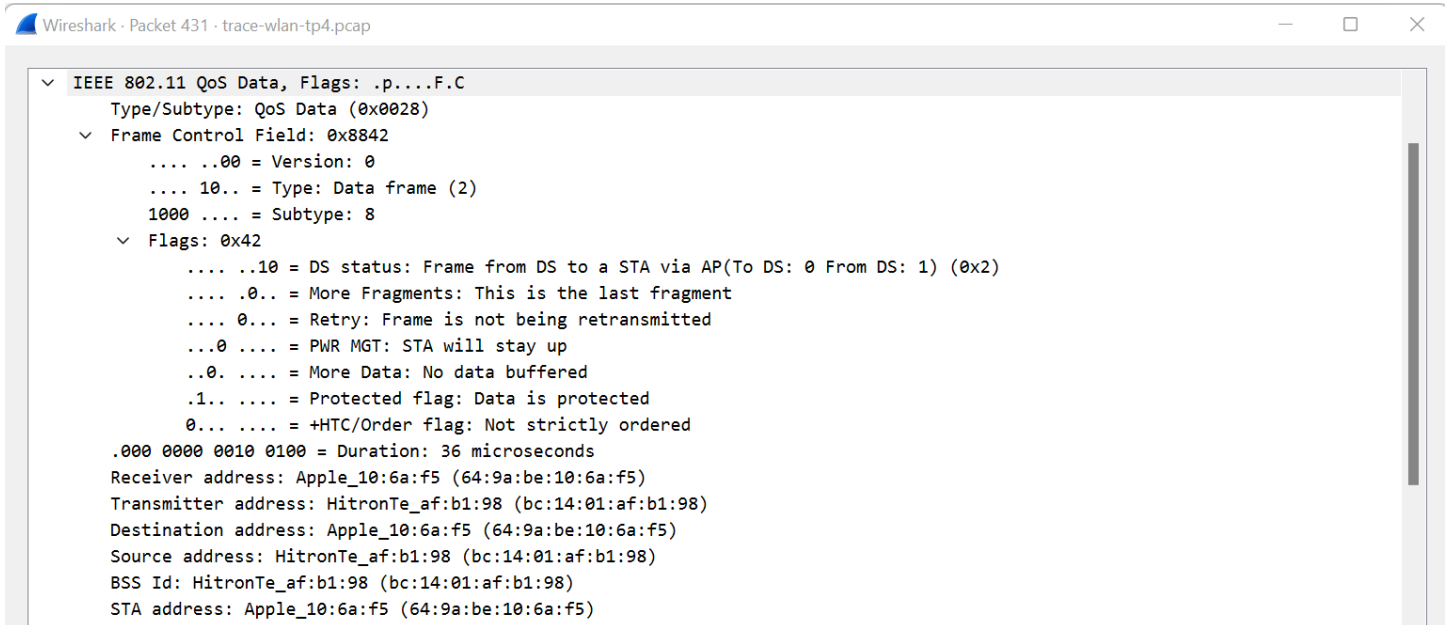 Wireshark · Packet 431 · trace-wlan-tp4.pcap
IEEE 802.11 QoS Data, Flags: .p....F.C
Type/Subtype: QoS Data (0x0028)
Frame Control Field: 0x8842
.... ..00 = Version: 0
.... 10.. = Type: Data frame (2)
1000 .... = Subtype: 8
Flags: 0x42
.... ..10 = DS status: Frame from DS to a STA via AP(To DS: 0 From DS: 1) (0x2)
.... .0.. = More Fragments: This is the last fragment
.... 0... = Retry: Frame is not being retransmitted
...0 .... = PWR MGT: STA will stay up
..0. .... = More Data: No data buffered
.1.. .... = Protected flag: Data is protected
0... .... = +HTC/Order flag: Not strictly ordered
.000 0000 0010 0100 = Duration: 36 microseconds
Receiver address: Apple_10:6a:f5 (64:9a:be:10:6a:f5)
Transmitter address: HitronTe_af:b1:98 (bc:14:01:af:b1:98)
Destination address: Apple_10:6a:f5 (64:9a:be:10:6a:f5)
Source address: HitronTe_af:b1:98 (bc:14:01:af:b1:98)
BSS Id: HitronTe_af:b1:98 (bc:14:01:af:b1:98)
STA address: Apple_10:6a:f5 (64:9a:be:10:6a:f5)